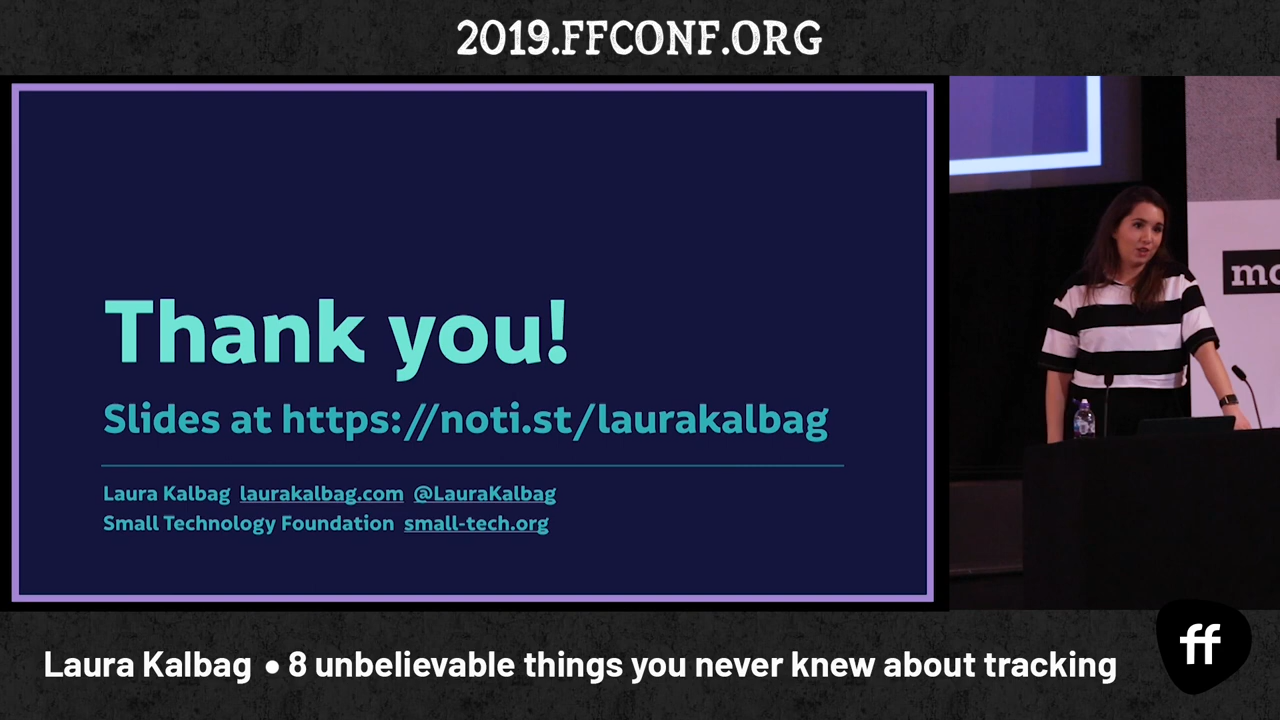 2019.FFCONF.ORG
Thank you!
Slides at https://noti.st/laurakalbag
Laura Kalbag laurakalbag.com @LauraKalbag
Small Technology Foundation small-tech.org
ff
Laura Kalbag • 8 unbelievable things you never knew about tracking